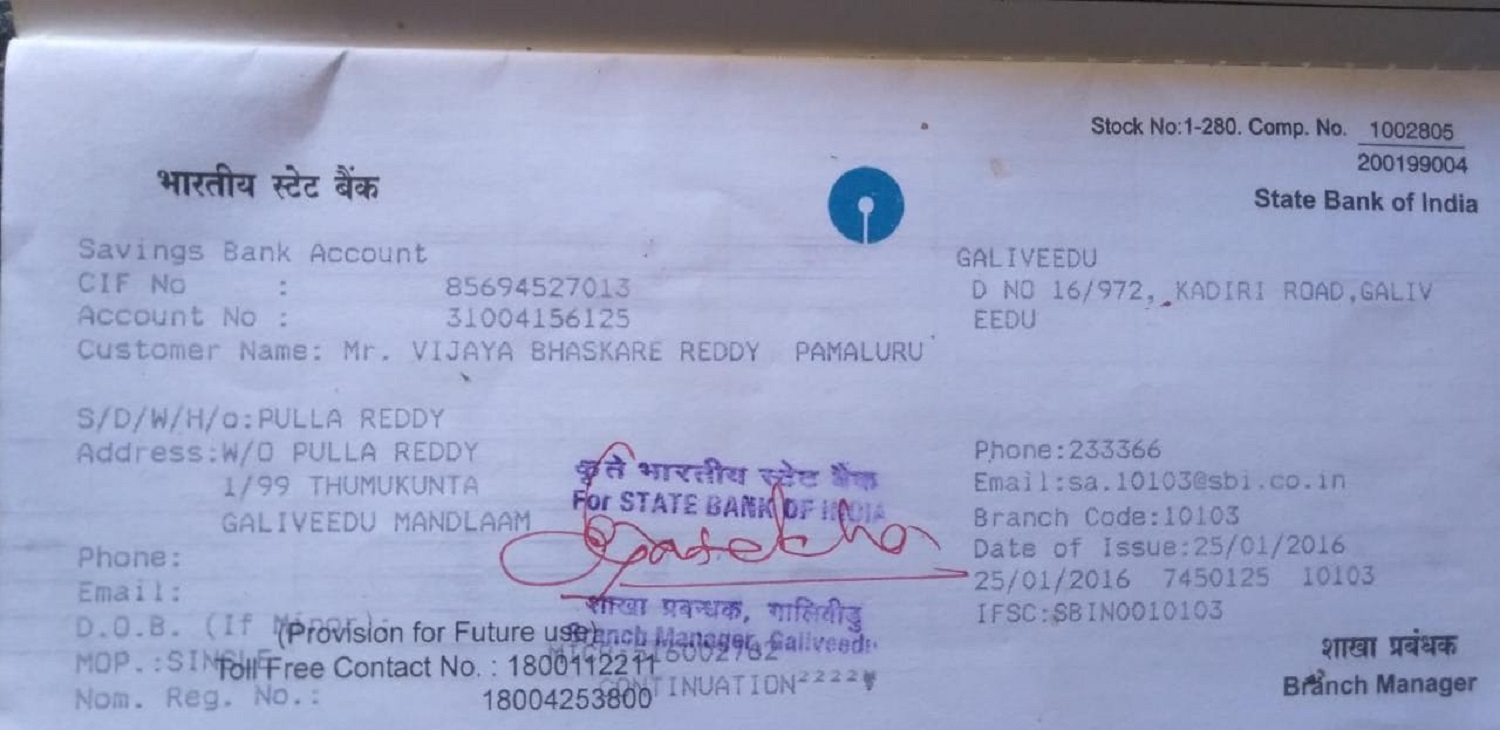 Stock No:1-280. Comp. No. 1002805
200199004
भारतीय स्टेट बैंक
State Bank of India
Savings Bank Account
CIF No : 85694527013
Account No : 31004156125
Customer Name: Mr. VIJAYA BHASKARE REDDY PAMALURU
GALIVEEDU
D NO 16/972, KADIRI ROAD,GALIV
EEDU
S/D/W/H/o:PULLA REDDY
Address:W/O PULLA REDDY
1/99 THUMUKUNTA
GALIVEEDU MANDLAAM
Phone:
Email:
D.O.B. (If Minor):
(Provision for Future use)
MOP.:SINGLE
Toll Free Contact No. : 1800112211
Nom. Reg. No.:
18004253800
CONTINUATION
कृते भारतीय स्टेट बैंक
For STATE BANK OF INDIA
शाखा प्रबन्धक, गालिवीडु
Branch Manager, Galiveedu
Phone:233366
Email:sa.10103@sbi.co.in
Branch Code:10103
Date of Issue:25/01/2016
25/01/2016 7450125 10103
IFSC:SBIN0010103
शाखा प्रबंधक
Branch Manager